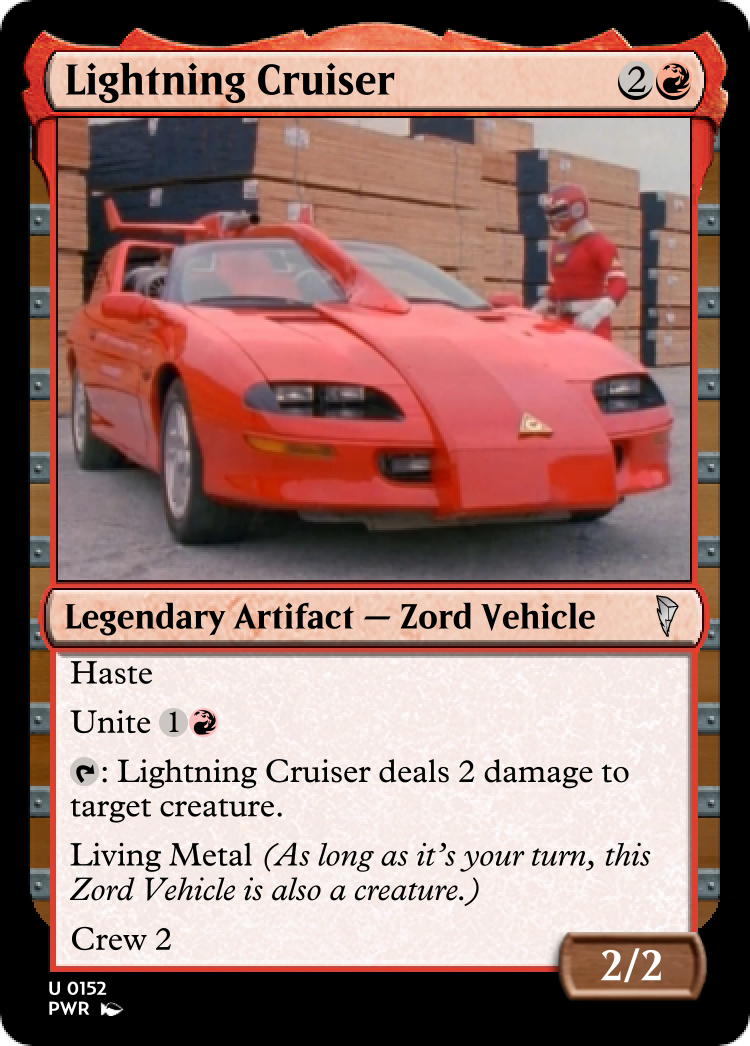 Lightning Cruiser 2
Legendary Artifact — Zord Vehicle
Haste
Unite 1
: Lightning Cruiser deals 2 damage to
target creature.
Living Metal (As long as it's your turn, this
Zord Vehicle is also a creature.)
Crew 2
2/2
U 0152
PWR